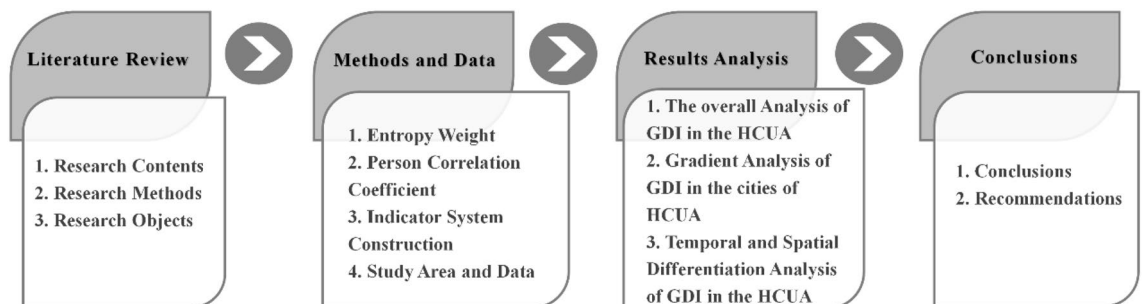 Literature Review
1. Research Contents
2. Research Methods
3. Research Objects
Methods and Data
1. Entropy Weight
2. Person Correlation
Coefficient
3. Indicator System
Construction
4. Study Area and Data
Results Analysis
1. The overall Analysis of
GDI in the HCUA
2. Gradient Analysis of
GDI in the cities of
HCUA
3. Temporal and Spatial
Differentiation Analysis
of GDI in the HCUA
Conclusions
1. Conclusions
2. Recommendations